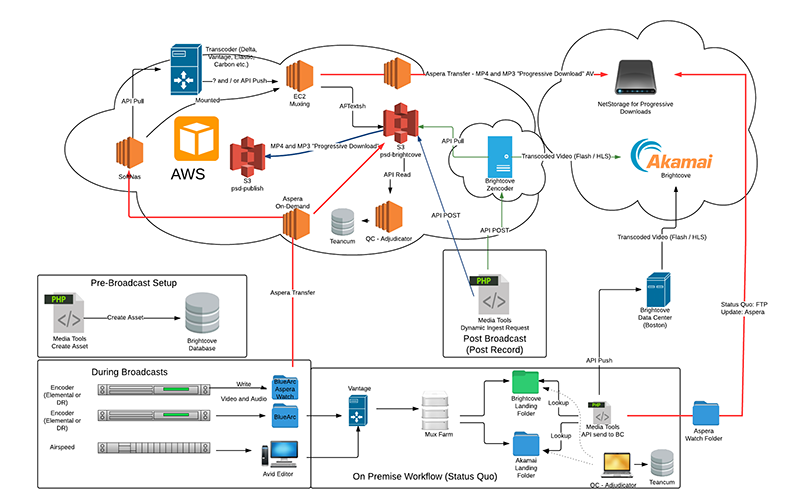 Transcoder (Delta,
Vantage, Elastic,
Carbon etc.)
API Pull
? and / or API Push
Mounted
EC2
Muxing
Aspera Transfer - MP4 and MP3 "Progressive Download" AV
NetStorage for Progressive
Downloads
AFTextsh
SoftNas
AWS
MP4 and MP3 "Progressive Download"
S3
psd-publish
S3
psd-brightcove
API Pull
API Read
Brightcove
Zencoder
Transcoded Video (Flash / HLS)
Akamai
Brightcove
Aspera
On-Demand
Teancum
QC - Adjudicator
API POST
API POST
Transcoded Video (Flash / HLS)
Aspera Transfer
Pre-Broadcast Setup
PHP
Media Tools
Create Asset
Create Asset
Brightcove
Database
PHP
Media Tools
Dynamic Ingest Request
Post Broadcast
(Post Record)
Brightcove
Data Center
(Boston)
Status Quo: FTP
Update: Aspera
API Push
During Broadcasts
Encoder
(Elemental or
DR)
Write
Video and Audio
BlueArc
Aspera
Watch
Encoder
(Elemental or
DR)
BlueArc
Airspeed
Avid Editor
Vantage
Mux Farm
Brightcove
Landing
Folder
Akamai
Landing
Folder
Lookup
Lookup
PHP
Media Tools
API send to BC
Aspera
Watch Folder
QC - Adjudicator
Teancum
On Premise Workflow (Status Quo)